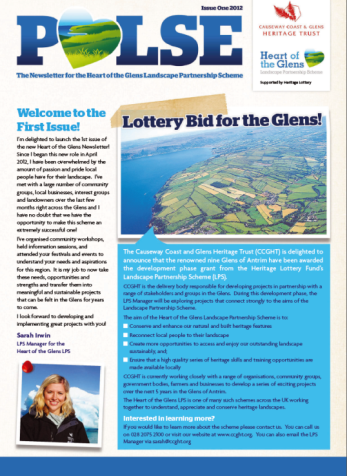 Issue One 2012
PULSE
The Newsletter for the Heart of the Glens Landscape Partnership Scheme
CAUSEWAY COAST & GLENS
HERITAGE TRUST
Heart of
the Glens
Landscape Partnership Scheme
Supported by Heritage Lottery
Welcome to the
First Issue!
I'm delighted to launch the 1st issue of
the new Heart of the Glens Newsletter!
Since I began this new role in April
2012, I have been overwhelmed by the
amount of passion and pride local
people have for their landscape. I've
met with a large number of community
groups, local businesses, interest groups
and landowners over the last few
months right across the Glens and I
have no doubt that we have the
opportunity to make this scheme an
extremely successful one!
I've organised community workshops,
held information sessions, and
attended your festivals and events to
understand your needs and aspirations
for this region. It is my job to now take
these needs, opportunities and
strengths and transfer them into
meaningful and sustainable projects
that can be felt in the Glens for years
to come.
I look forward to developing and
implementing great projects with you!
Sarah Irwin
LPS Manager for the
Heart of the Glens LPS
Lottery Bid for the Glens!
The Causeway Coast and Glens Heritage Trust (CCGHT) is delighted to
announce that the renowned nine Glens of Antrim have been awarded
the development phase grant from the Heritage Lottery Fund's
Landscape Partnership Scheme (LPS).
CCGHT is the delivery body responsible for developing projects in partnership with a
range of stakeholders and groups in the Glens. During this development phase, the
LPS Manager will be exploring projects that connect strongly to the aims of the
Landscape Partnership Scheme.
The aim of the Heart of the Glens Landscape Partnership Scheme is to:
Conserve and enhance our natural and built heritage features
Reconnect local people to their landscape
Create more opportunities to access and enjoy our outstanding landscape
sustainably and;
Ensure that a high quality series of heritage skills and training opportunities are
made available locally
CCGHT is currently working closely with a range of organisations, community groups,
government bodies, farmers and businesses to develop a series of exciting projects
over the next 5 years in the Glens of Antrim.
The Heart of the Glens LPS is one of many such schemes across the UK working
together to understand, appreciate and conserve heritage landscapes.
Interested in learning more?
If you would like to learn more about the scheme please contact us. You can call us
on 028 2075 2100 or visit our website at www.ccght.org. You can also email the LPS
Manager via sarah@ccght.org